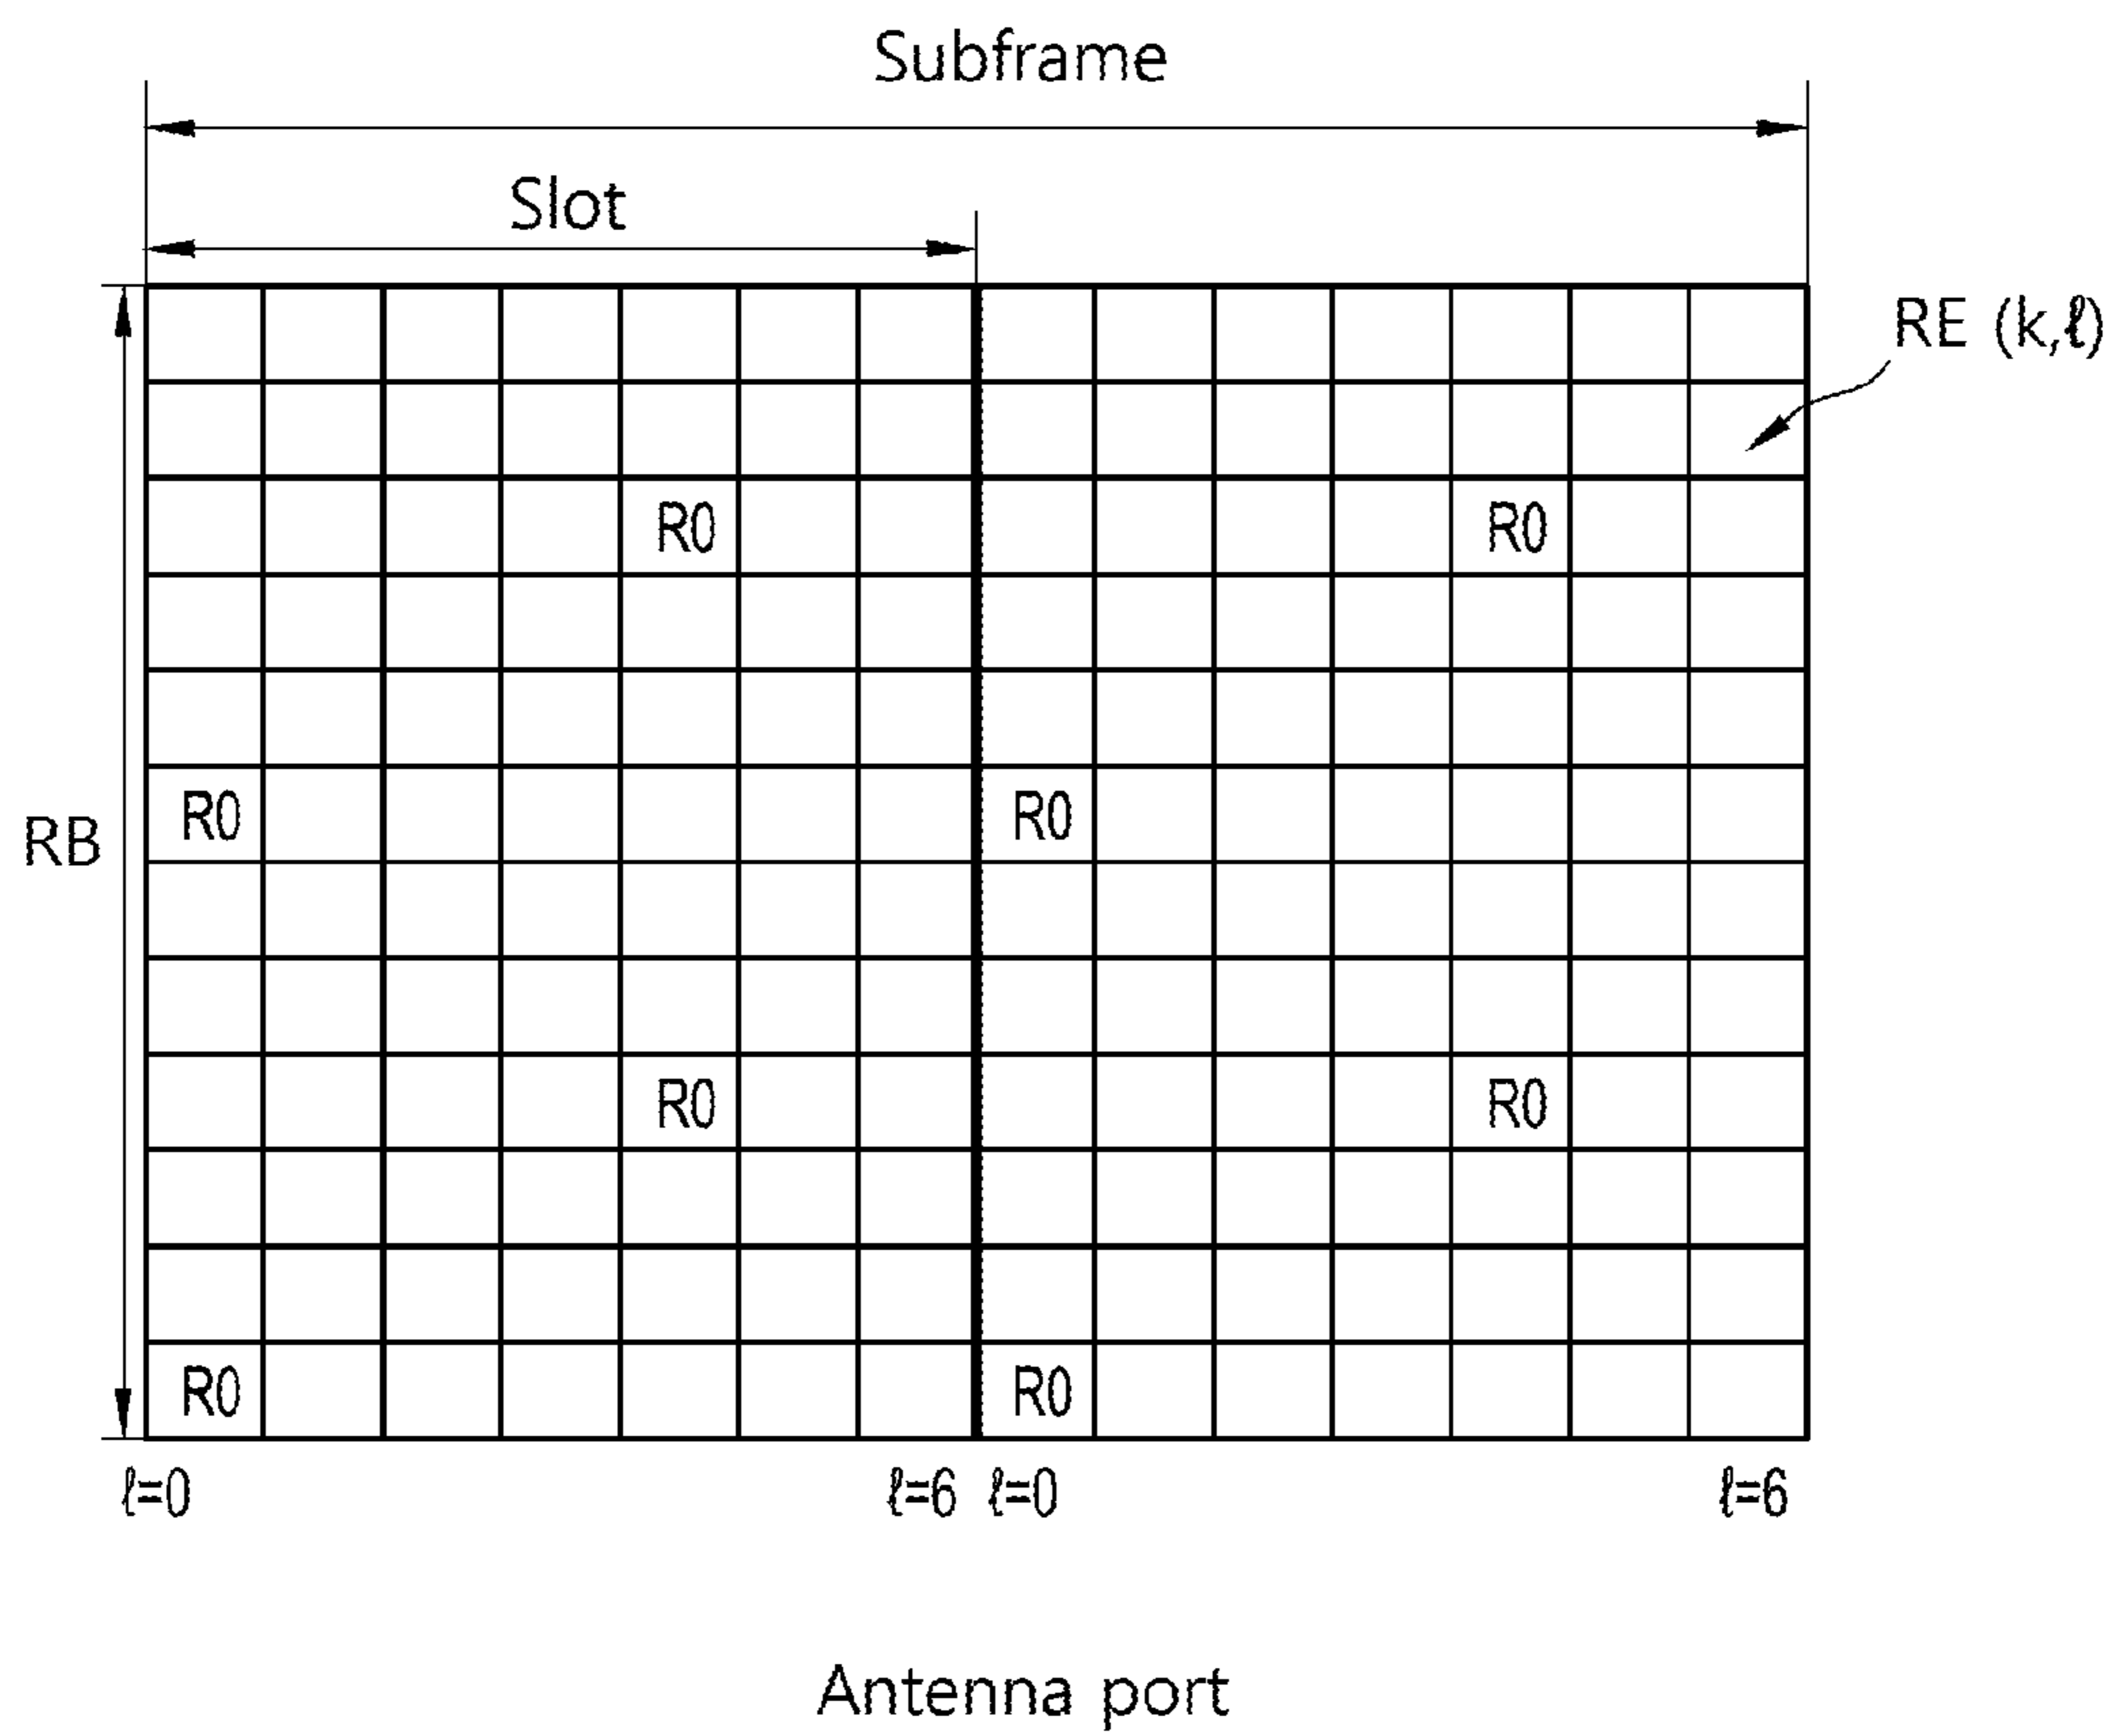 Subframe
Slot
RE (k,ℓ)
R0 R0
R0 R0
RB
R0 R0
R0 R0
ℓ=0 ℓ=6 ℓ=0 ℓ=6
Antenna port